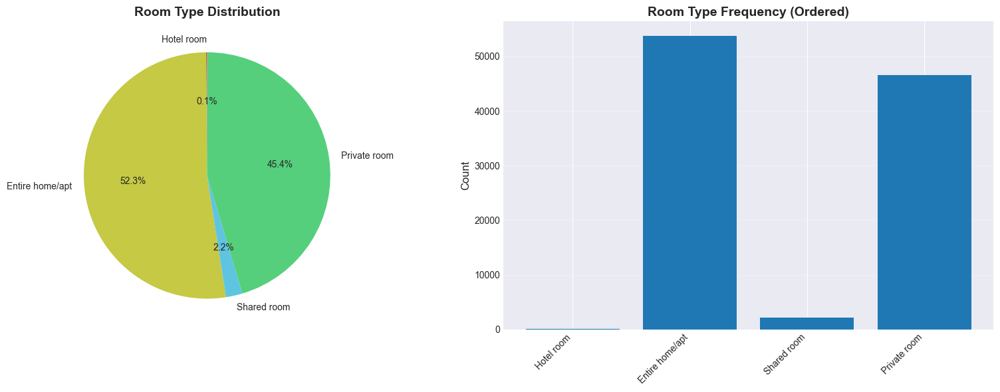 Room Type Distribution
Hotel room
0.1%
Private room
45.4%
52.3%
Entire home/apt
2.2%
Shared room
Room Type Frequency (Ordered)
Count
50000
40000
30000
20000
10000
0
Hotel room
Entire home/apt
Shared room
Private room